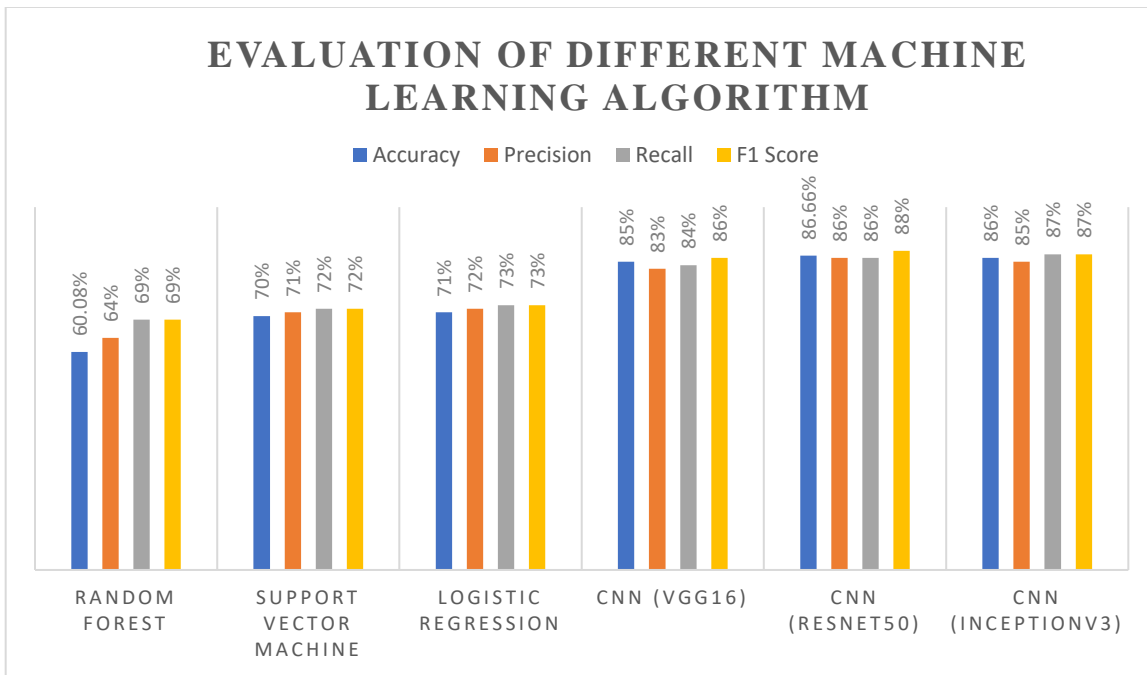 EVALUATION OF DIFFERENT MACHINE
LEARNING ALGORITHM
Accuracy Precision Recall F1 Score
60.08% 64% 69% 69% 70% 71% 72% 72% 71% 72% 73% 73% 85% 83% 84% 86% 86.66% 86% 86% 88% 86% 85% 87% 87%
RANDOM
FOREST
SUPPORT
VECTOR
MACHINE
LOGISTIC
REGRESSION
CNN (VGG16)
CNN
(RESNET50)
CNN
(INCEPTIONV3)